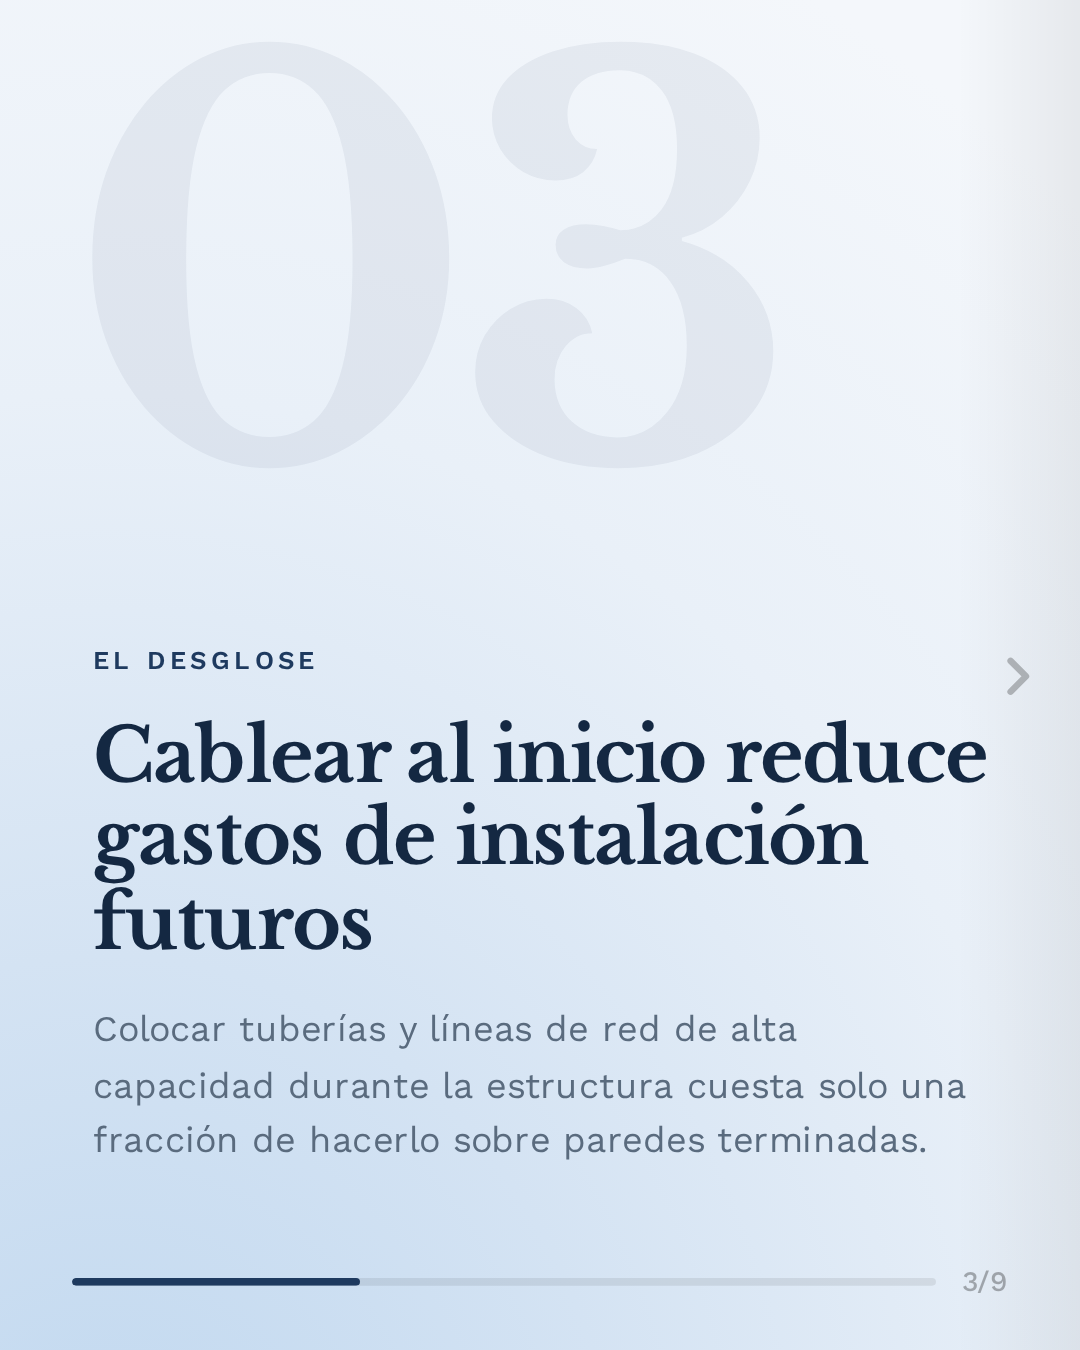 03
EL DESGLOSE
Cablear al inicio reduce
gastos de instalación
futuros
Colocar tuberías y líneas de red de alta
capacidad durante la estructura cuesta solo una
fracción de hacerlo sobre paredes terminadas.
3/9